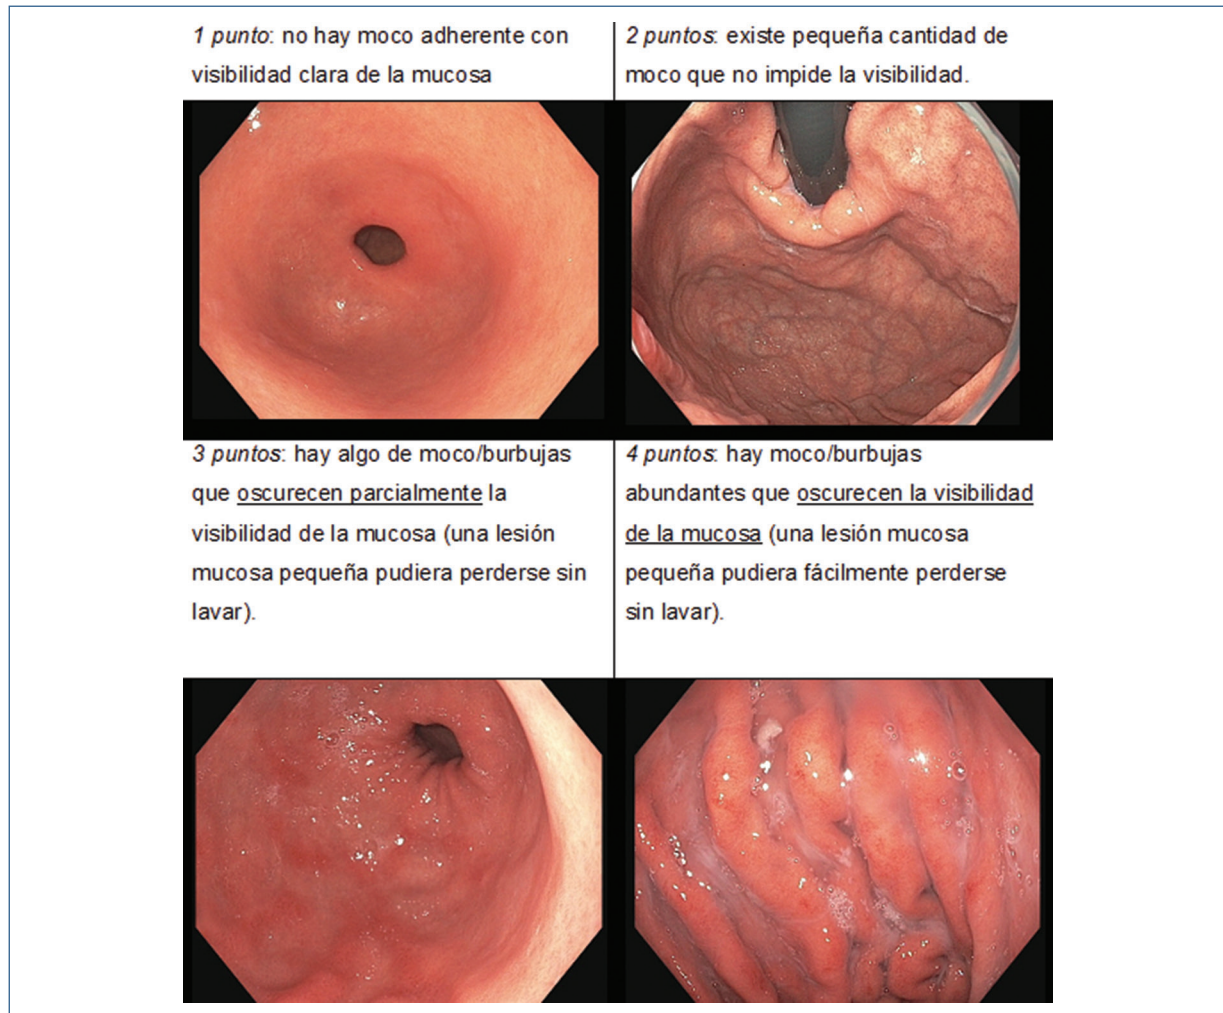 1 punto: no hay moco adherente con
visibilidad clara de la mucosa
2 puntos: existe pequeña cantidad de
moco que no impide la visibilidad.
3 puntos: hay algo de moco/burbujas
que oscurecen parcialmente la
visibilidad de la mucosa (una lesión
mucosa pequeña pudiera perderse sin
lavar).
4 puntos: hay moco/burbujas
abundantes que oscurecen la visibilidad
de la mucosa (una lesión mucosa
pequeña pudiera fácilmente perderse
sin lavar).